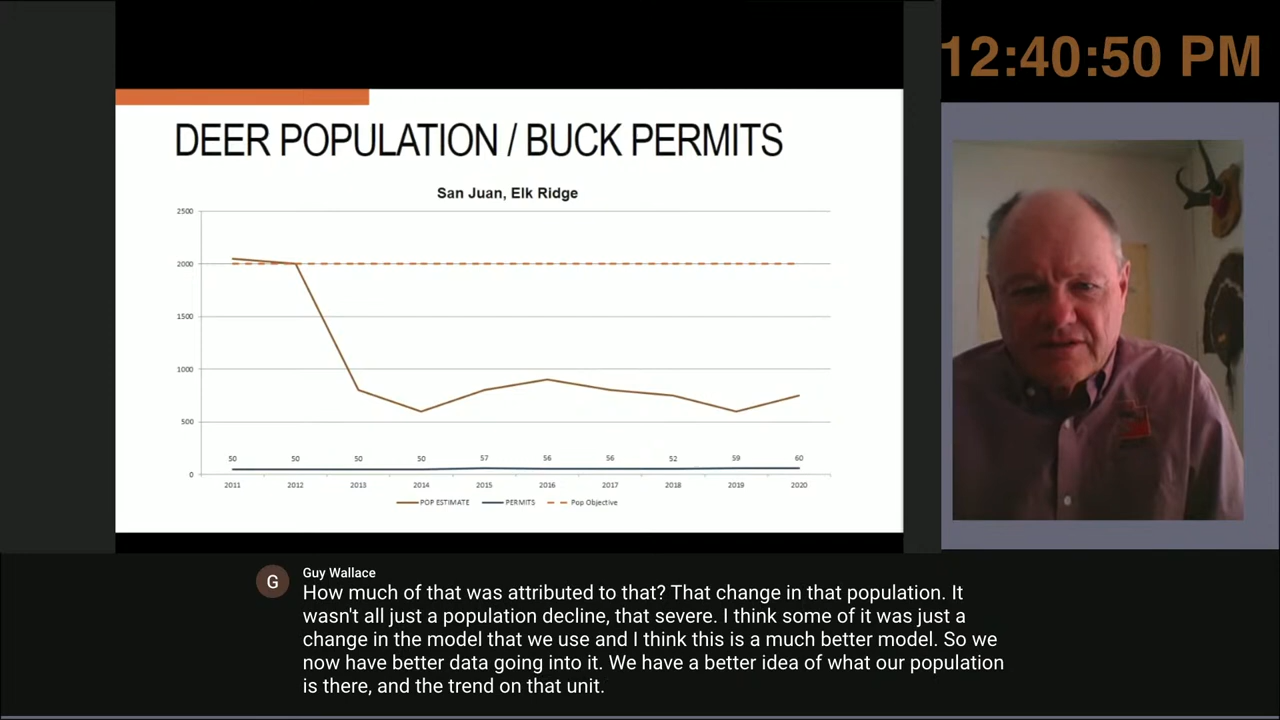 12:40:50 PM
DEER POPULATION / BUCK PERMITS
San Juan, Elk Ridge
2500
2000
1500
1000
500
0
50 50 50 50 57 56 56 52 59 60
2011 2012 2013 2014 2015 2016 2017 2018 2019 2020
POP ESTIMATE PERMITS Pop Objective
G
Guy Wallace
How much of that was attributed to that? That change in that population. It
wasn't all just a population decline, that severe. I think some of it was just a
change in the model that we use and I think this is a much better model. So we
now have better data going into it. We have a better idea of what our population
is there, and the trend on that unit.